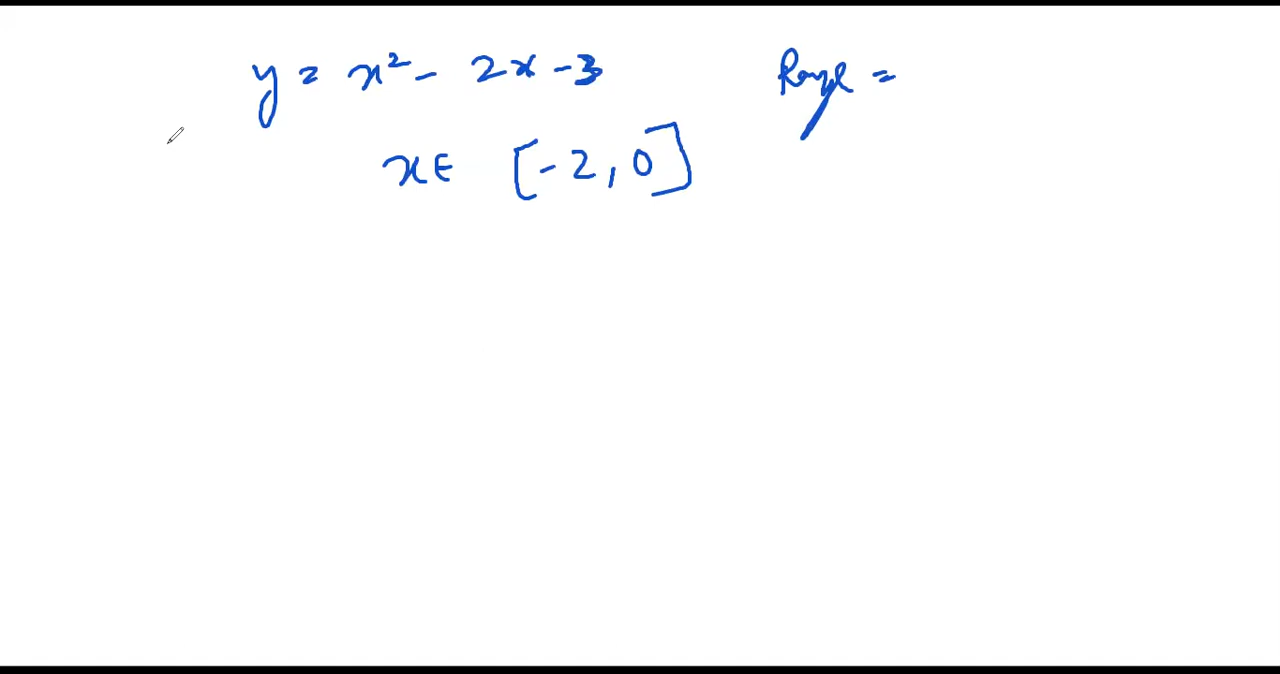 y = x² - 2x - 3 Range =
x ∈ [-2, 0]